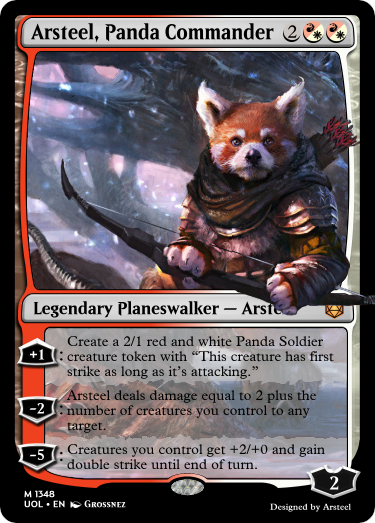 Arsteel, Panda Commander 2
Legendary Planeswalker — Arste
+1: Create a 2/1 red and white Panda Soldier
creature token with “This creature has first
strike as long as it’s attacking.”
-2: Arsteel deals damage equal to 2 plus the
number of creatures you control to any
target.
-5: Creatures you control get +2/+0 and gain
double strike until end of turn.
2
M 1348
UOL • EN Grossnez
Designed by Arsteel